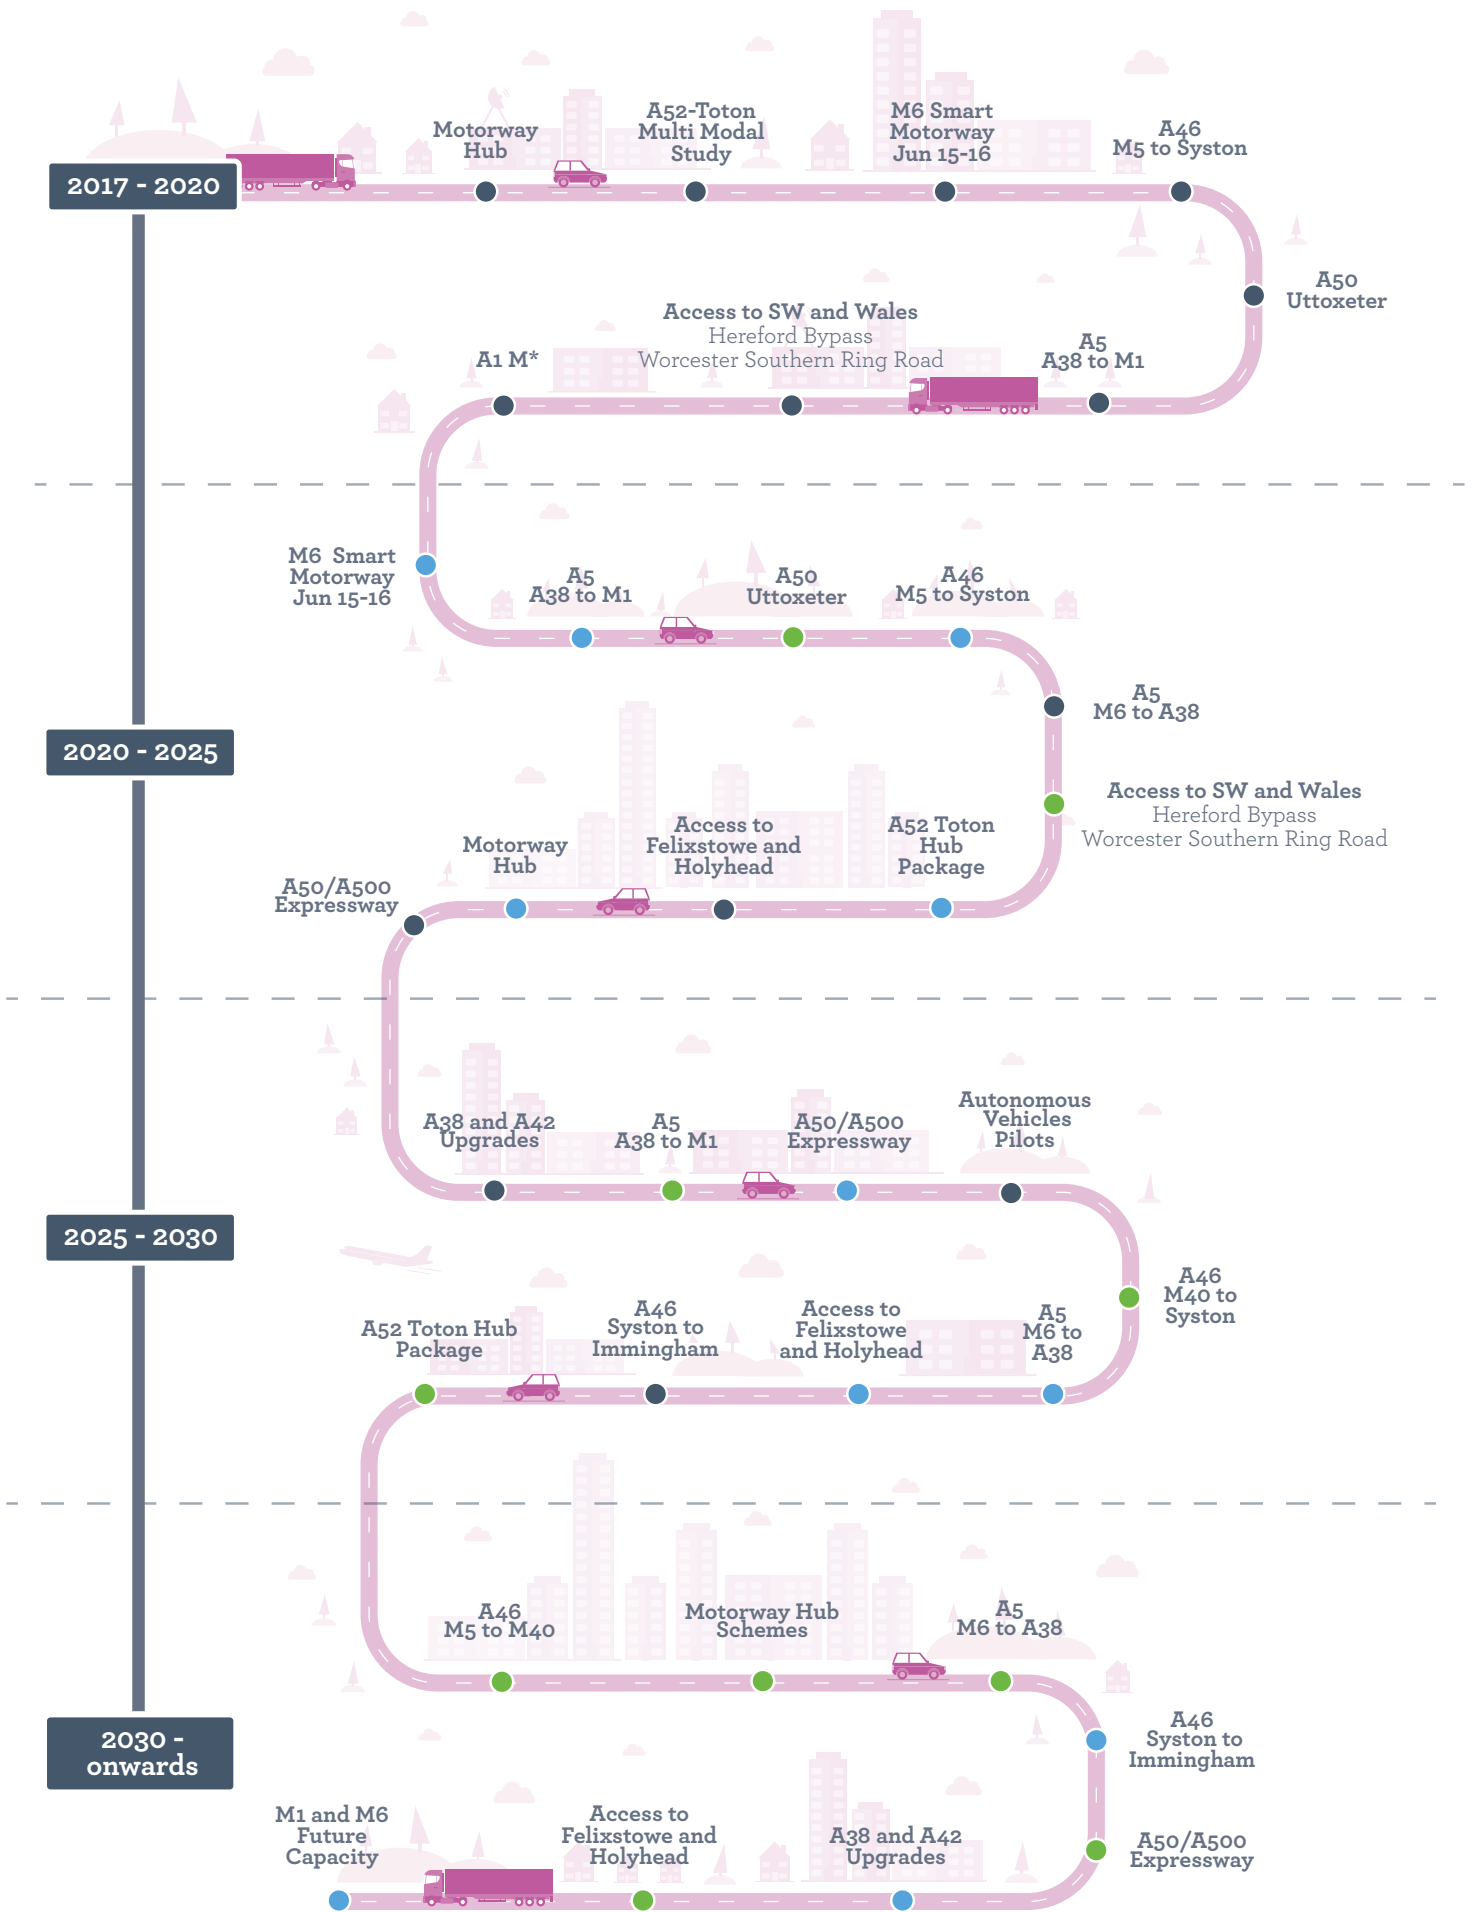 2017 - 2020
Motorway
Hub
A52-Toton
Multi Modal
Study
M6 Smart
Motorway
Jun 15-16
A46
M5 to Syston
A50
Uttoxeter
A5
A38 to M1
Access to SW and Wales
Hereford Bypass
Worcester Southern Ring Road
A1 M*
2020 - 2025
M6 Smart
Motorway
Jun 15-16
A5
A38 to M1
A50
Uttoxeter
A46
M5 to Syston
A5
M6 to A38
Access to SW and Wales
Hereford Bypass
Worcester Southern Ring Road
A52 Toton
Hub
Package
Access to
Felixstowe and
Holyhead
Motorway
Hub
A50/A500
Expressway
2025 - 2030
A38 and A42
Upgrades
A5
A38 to M1
A50/A500
Expressway
Autonomous
Vehicles
Pilots
A46
M40 to
Syston
A5
M6 to
A38
Access to
Felixstowe
and Holyhead
A46
Syston to
Immingham
A52 Toton Hub
Package
2030 -
onwards
A46
M5 to M40
Motorway Hub
Schemes
A5
M6 to A38
A46
Syston to
Immingham
A50/A500
Expressway
A38 and A42
Upgrades
Access to
Felixstowe and
Holyhead
M1 and M6
Future
Capacity